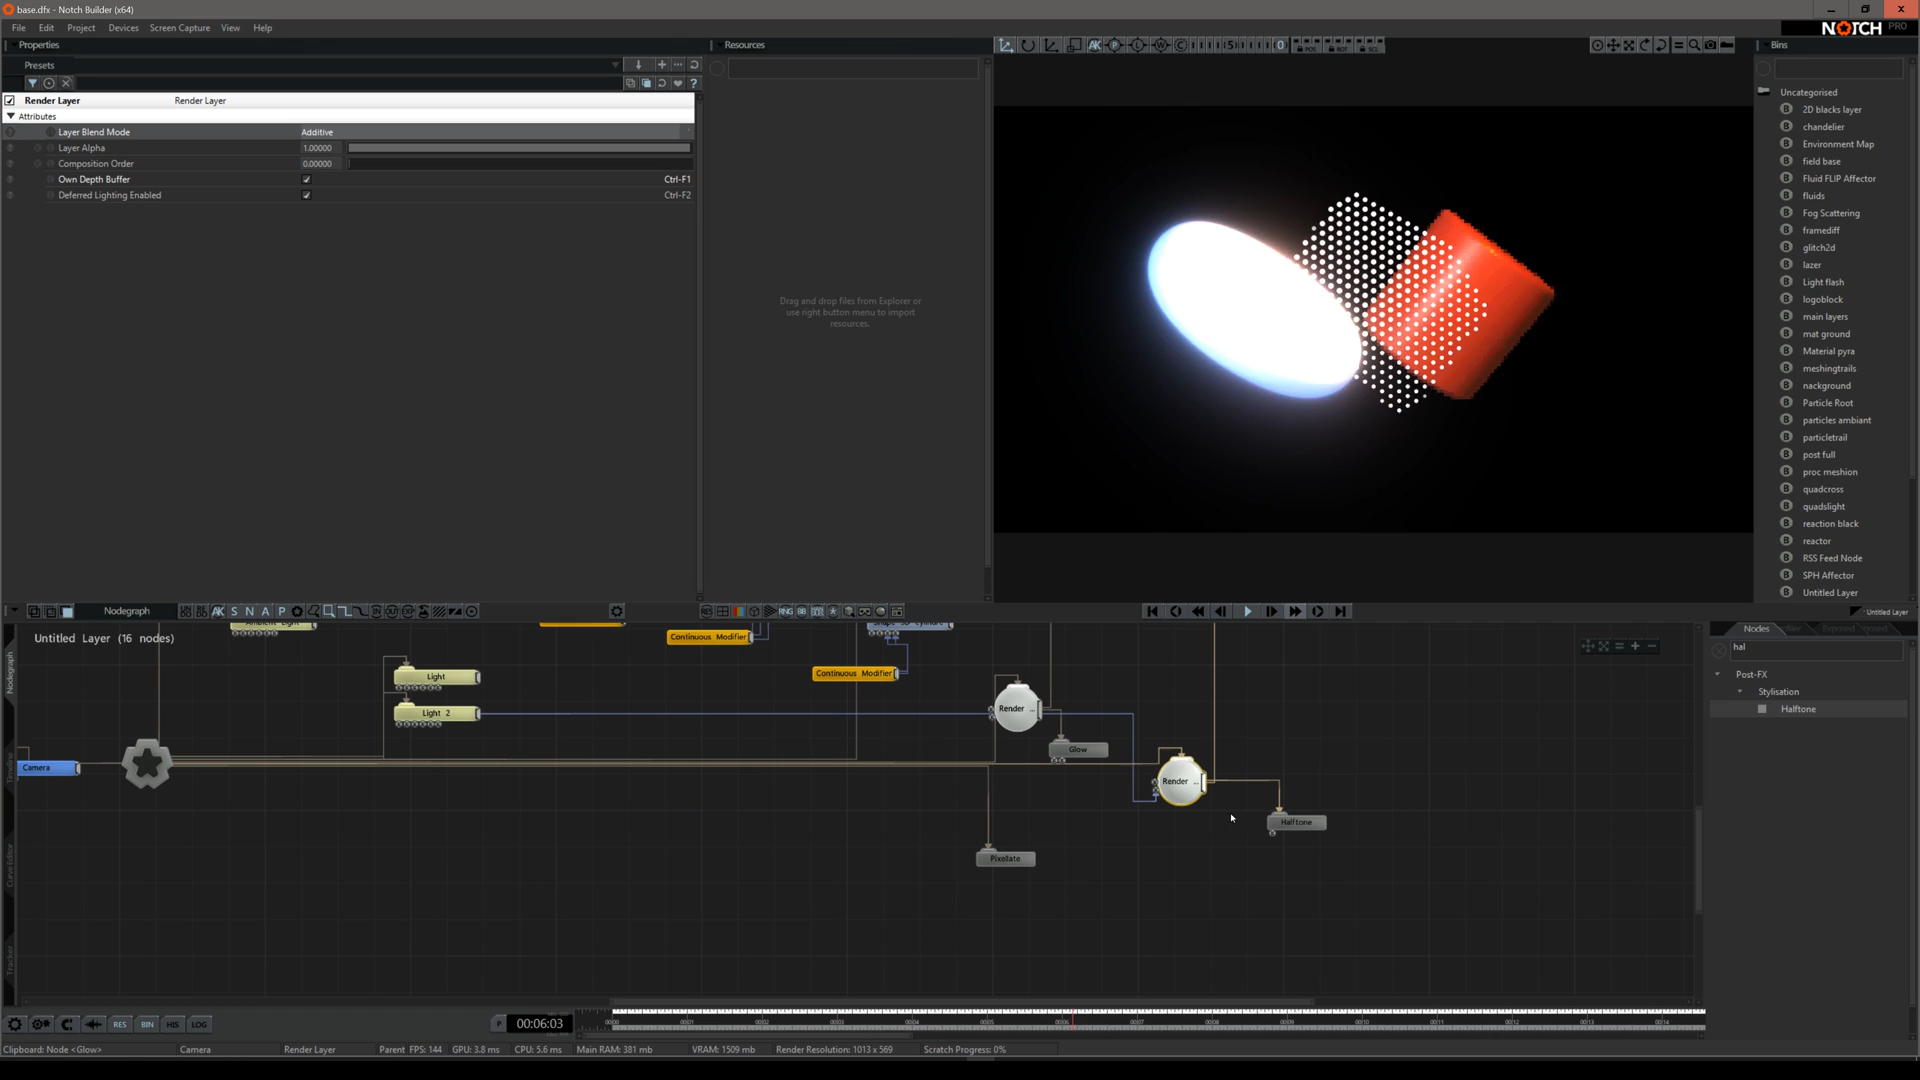 base.dfx - Notch Builder (x64)
File Edit Project Devices Screen Capture View Help
NOTCH PRO
Properties
Resources
Bins
Presets
Render Layer Render Layer
Attributes
Layer Blend Mode Additive
Layer Alpha 1.00000
Composition Order 0.00000
Own Depth Buffer Ctrl-F1
Deferred Lighting Enabled Ctrl-F2
Drag and drop files from Explorer or
use right button menu to import
resources.
Uncategorised
2D blacks layer
chandelier
Environment Map
field base
Fluid FLIP Affector
fluids
Fog Scattering
framediff
glitch2d
lazer
Light flash
logoblock
main layers
mat ground
Material pyra
meshingtrails
nackground
Particle Root
particles ambiant
particletrail
post full
proc meshion
quadcross
quadslight
reaction black
reactor
RSS Feed Node
SPH Affector
Untitled Layer
Nodegraph
Untitled Layer
Untitled Layer (16 nodes)
Continuous Modifier
Continuous Modifier
Light
Light 2
Camera
Render ...
Glow
Render ...
Halftone
Pixellate
Nodegraph
Timeline
Curve Editor
Tracker
Nodes
hal
Post-FX
Stylisation
Halftone
RES BIN HIS LOG
P 00:06:03
Clipboard: Node <Glow> Camera Render Layer Parent FPS: 144 GPU: 3.8 ms CPU: 5.6 ms Main RAM: 381 mb VRAM: 1509 mb Render Resolution: 1013 x 569 Scratch Progress: 0%